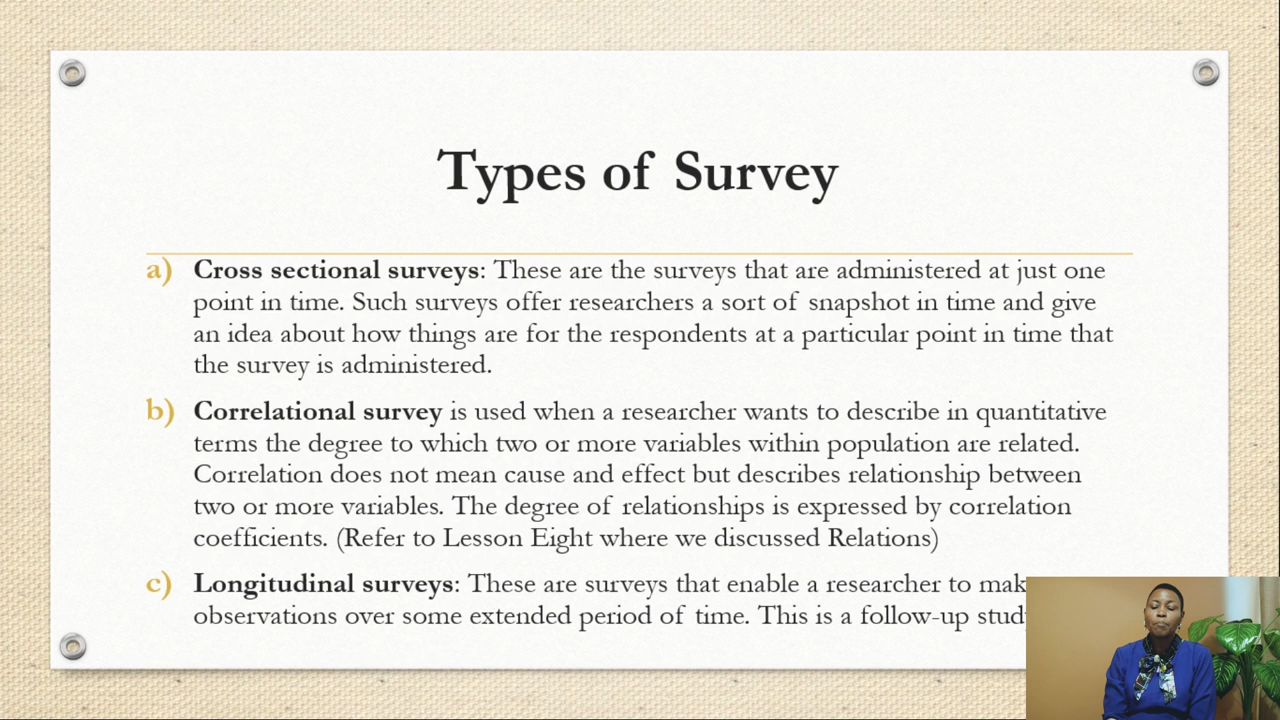 Types of Survey
a) Cross sectional surveys: These are the surveys that are administered at just one
point in time. Such surveys offer researchers a sort of snapshot in time and give
an idea about how things are for the respondents at a particular point in time that
the survey is administered.
b) Correlational survey is used when a researcher wants to describe in quantitative
terms the degree to which two or more variables within population are related.
Correlation does not mean cause and effect but describes relationship between
two or more variables. The degree of relationships is expressed by correlation
coefficients. (Refer to Lesson Eight where we discussed Relations)
c) Longitudinal surveys: These are surveys that enable a researcher to
observations over some extended period of time. This is a follow-up